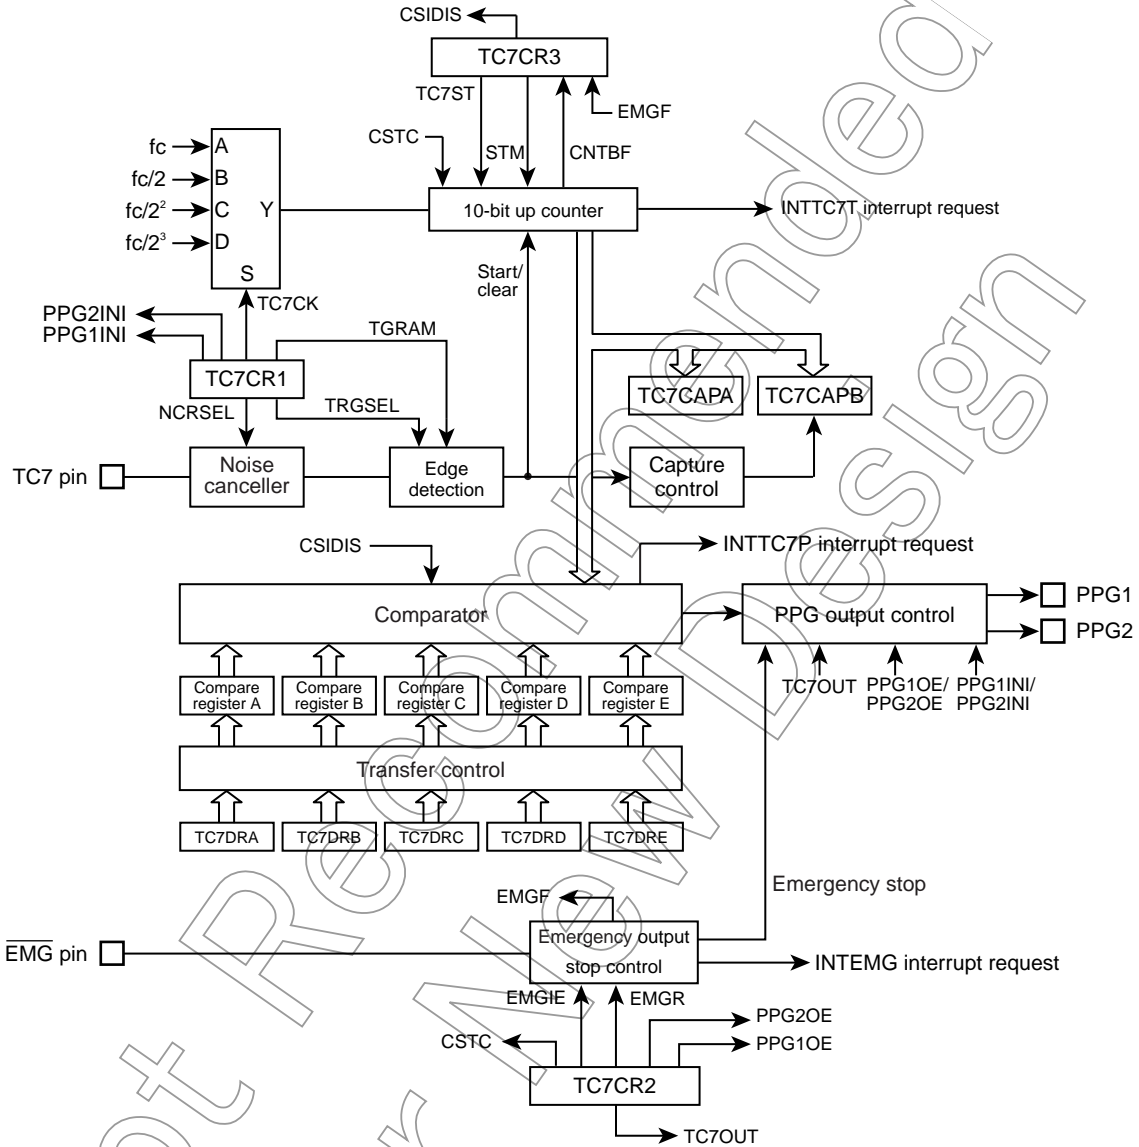 CSIDIS
TC7CR3
TC7ST
EMGF
CSTC
STM
CNTBF
fc
A
fc/2
B
fc/2²
C
Y
fc/2³
D
S
10-bit up counter
INTTC7T interrupt request
Start/
clear
TC7CK
PPG2INI
PPG1INI
TGRAM
TC7CR1
NCRSEL
TRGSEL
TC7CAPA
TC7CAPB
TC7 pin
Noise
canceller
Edge
detection
Capture
control
CSIDIS
INTTC7P interrupt request
Comparator
PPG output control
PPG1
PPG2
TC7OUT
PPG1OE/
PPG2OE
PPG1INI/
PPG2INI
Compare
register A
Compare
register B
Compare
register C
Compare
register D
Compare
register E
Transfer control
TC7DRA
TC7DRB
TC7DRC
TC7DRD
TC7DRE
Emergency stop
EMGF
EMG pin
Emergency output
stop control
INTEMG interrupt request
EMGIE
EMGR
PPG2OE
CSTC
PPG1OE
TC7CR2
TC7OUT
Recommended
New Design